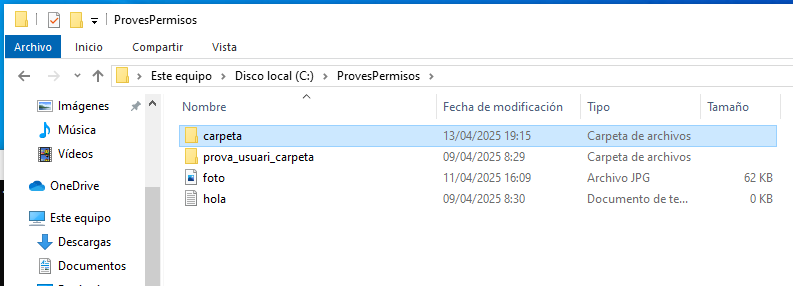 ProvesPermisos
Archivo Inicio Compartir Vista
Este equipo > Disco local (C:) > ProvesPermisos >
Nombre Fecha de modificación Tipo Tamaño
Imágenes
Música
Vídeos
OneDrive
Este equipo
Descargas
Documentos
carpeta 13/04/2025 19:15 Carpeta de archivos
prova_usuari_carpeta 09/04/2025 8:29 Carpeta de archivos
foto 11/04/2025 16:09 Archivo JPG 62 KB
hola 09/04/2025 8:30 Documento de te... 0 KB